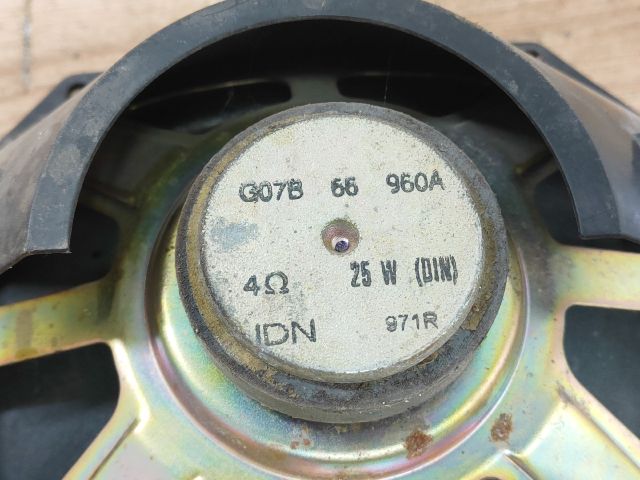 G07B 66 960A
4Ω 25 W (DIN)
IDN 971R